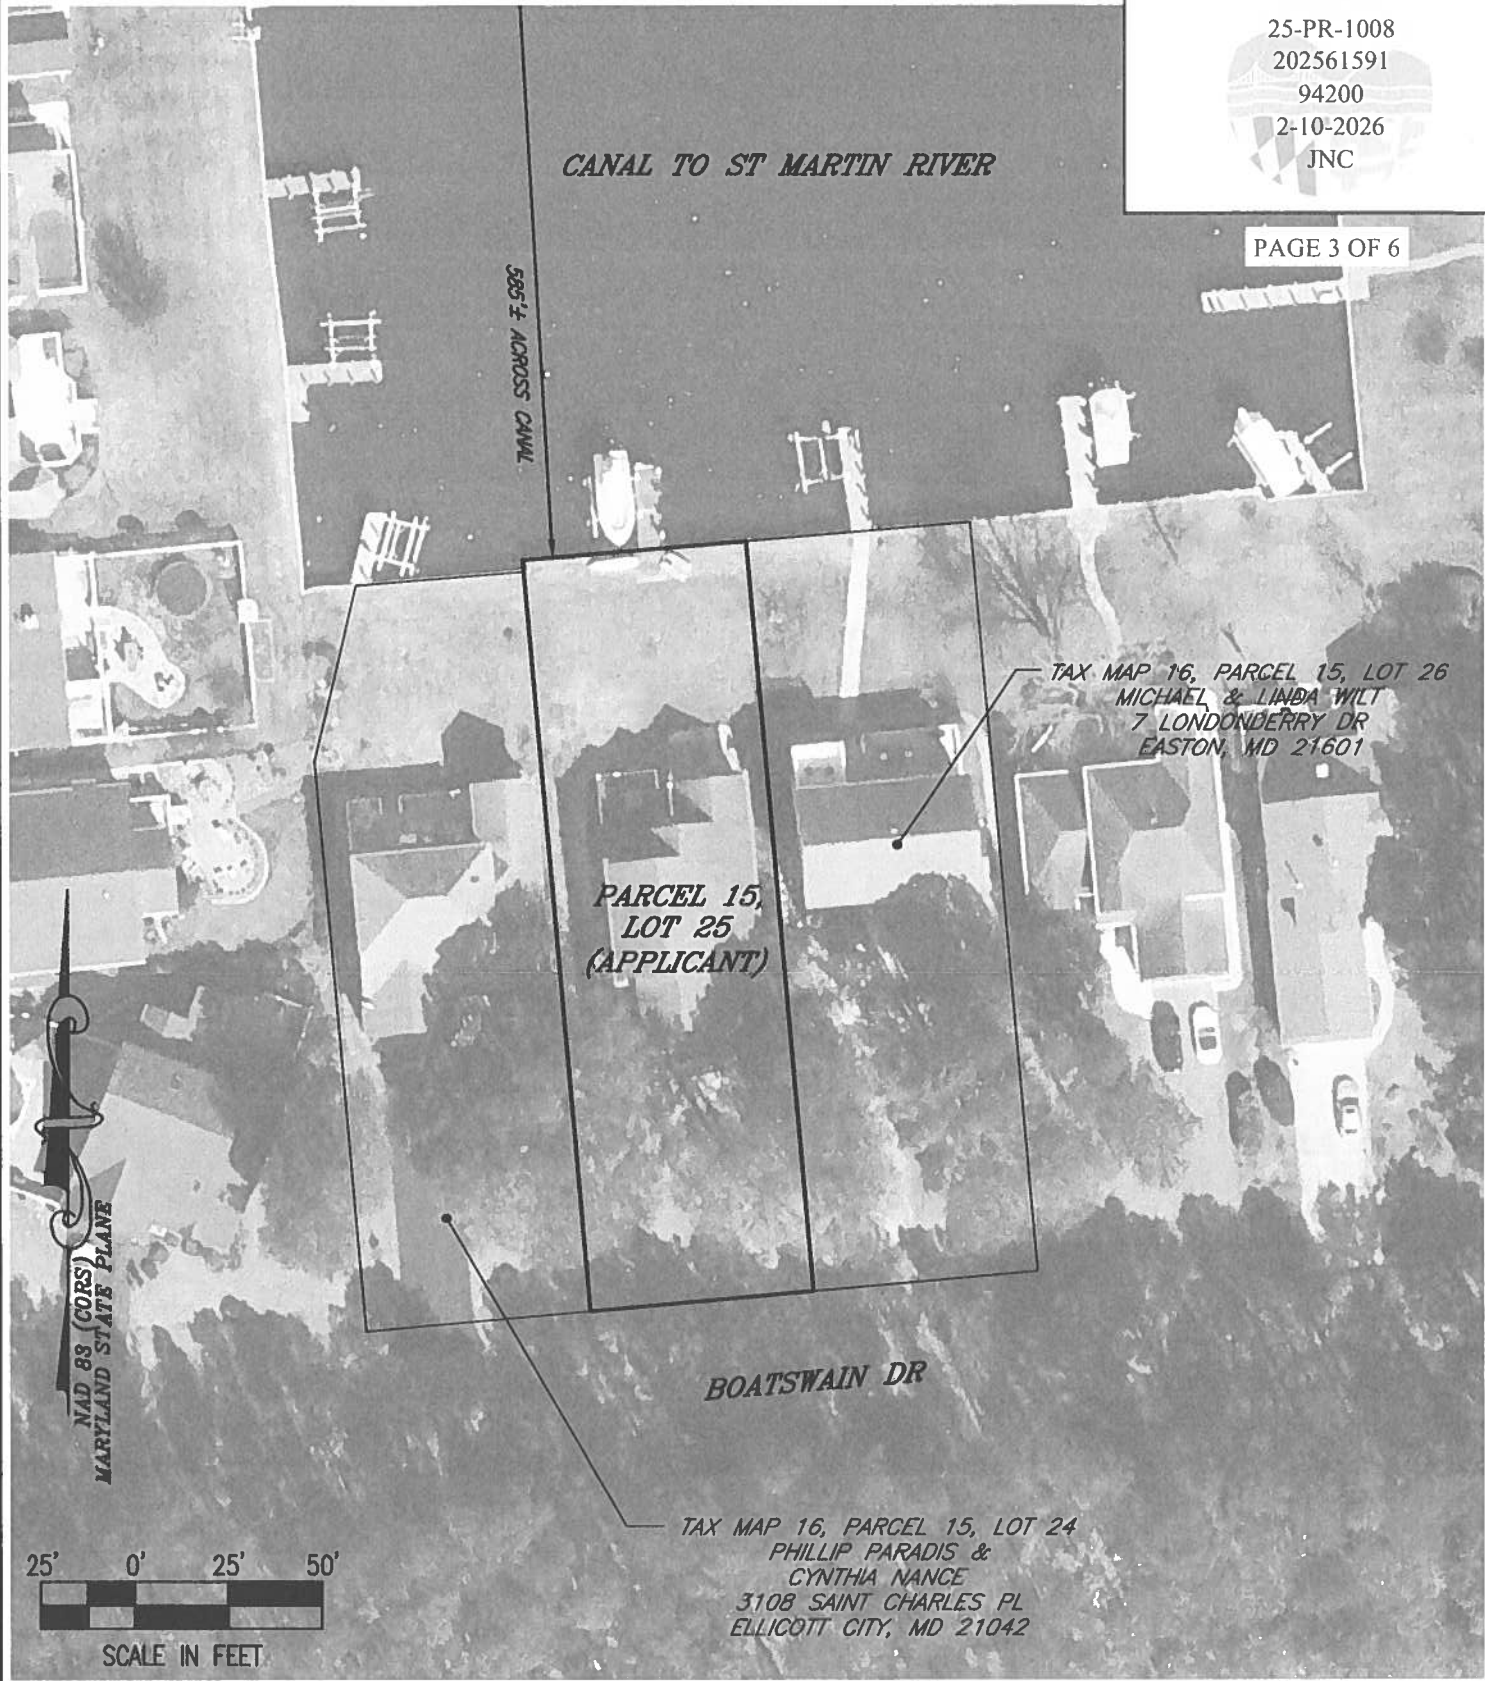 25-PR-1008
202561591
94200
2-10-2026
JNC
PAGE 3 OF 6
CANAL TO ST MARTIN RIVER
585'± ACROSS CANAL
TAX MAP 16, PARCEL 15, LOT 26
MICHAEL & LINDA WILT
7 LONDONDERRY DR
EASTON, MD 21601
PARCEL 15,
LOT 25
(APPLICANT)
NAD 83 (CORS)
MARYLAND STATE PLANE
BOATSWAIN DR
TAX MAP 16, PARCEL 15, LOT 24
PHILLIP PARADIS &
CYNTHIA NANCE
3108 SAINT CHARLES PL
ELLICOTT CITY, MD 21042
25' 0' 25' 50'
SCALE IN FEET